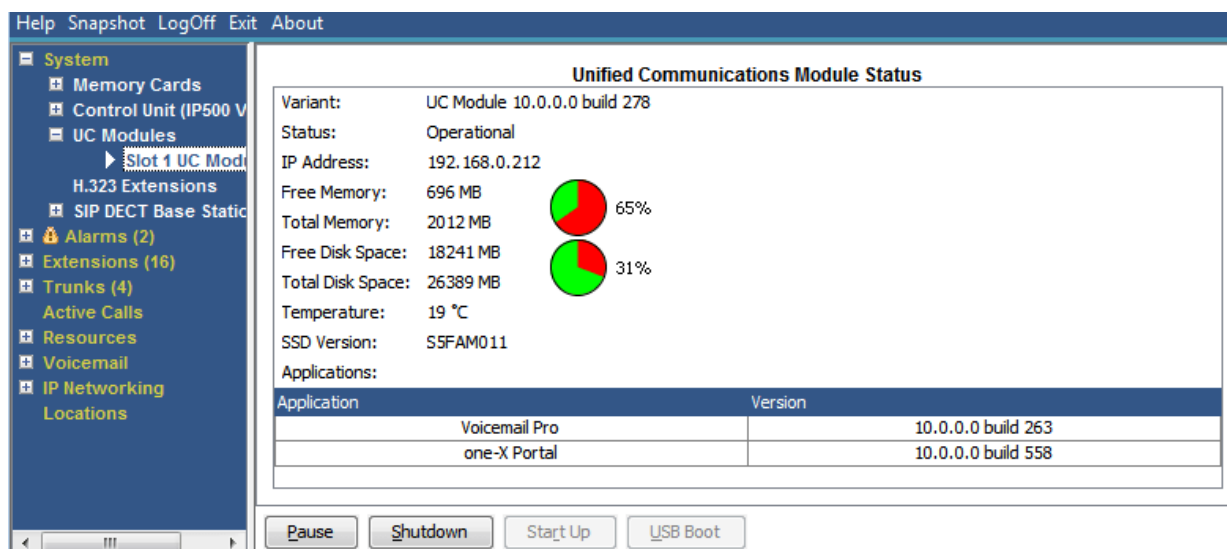 Help Snapshot LogOff Exit About
System
Memory Cards
Control Unit (IP500 V
UC Modules
Slot 1 UC Modu
H.323 Extensions
SIP DECT Base Static
Alarms (2)
Extensions (16)
Trunks (4)
Active Calls
Resources
Voicemail
IP Networking
Locations
Unified Communications Module Status
Variant: UC Module 10.0.0.0 build 278
Status: Operational
IP Address: 192.168.0.212
Free Memory: 696 MB
65%
Total Memory: 2012 MB
Free Disk Space: 18241 MB
31%
Total Disk Space: 26389 MB
Temperature: 19 °C
SSD Version: S5FAM011
Applications:
Application Version
Voicemail Pro 10.0.0.0 build 263
one-X Portal 10.0.0.0 build 558
Pause Shutdown Start Up USB Boot